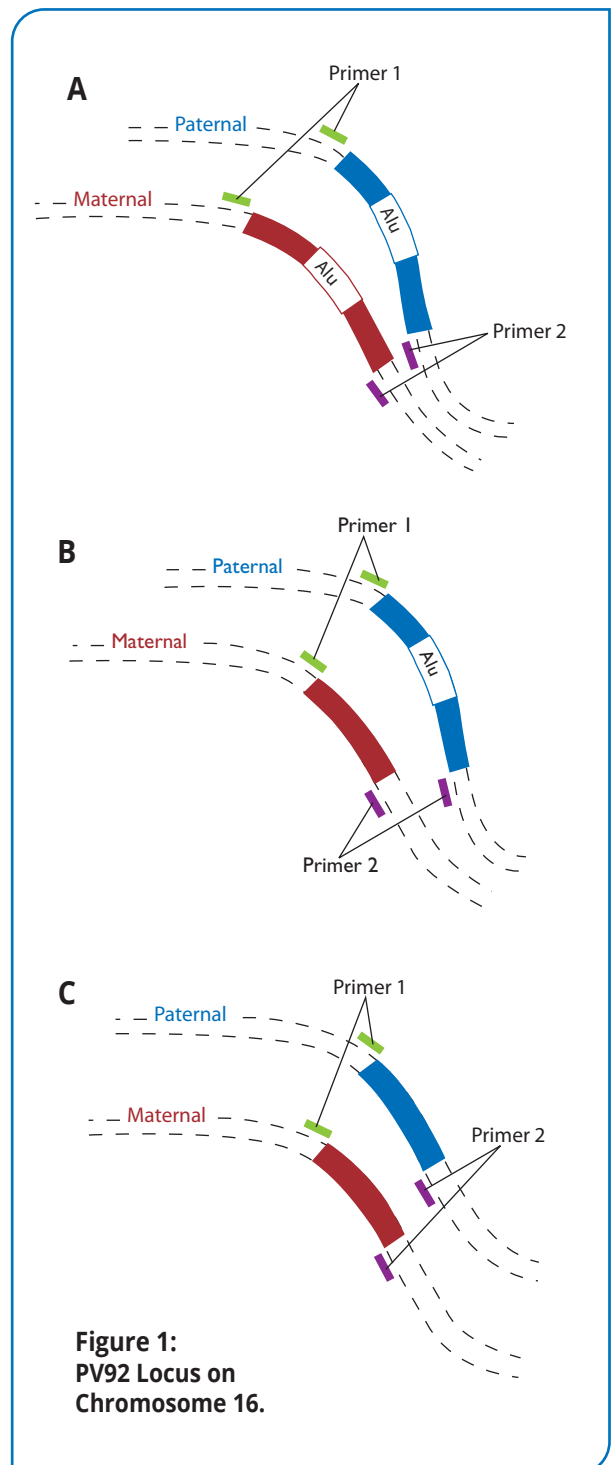 A
Primer 1
Paternal
Maternal
Alu
Alu
Primer 2
B
Primer I
Paternal
Maternal
Alu
Primer 2
C
Primer 1
Paternal
Maternal
Primer 2
Figure 1:
PV92 Locus on
Chromosome 16.